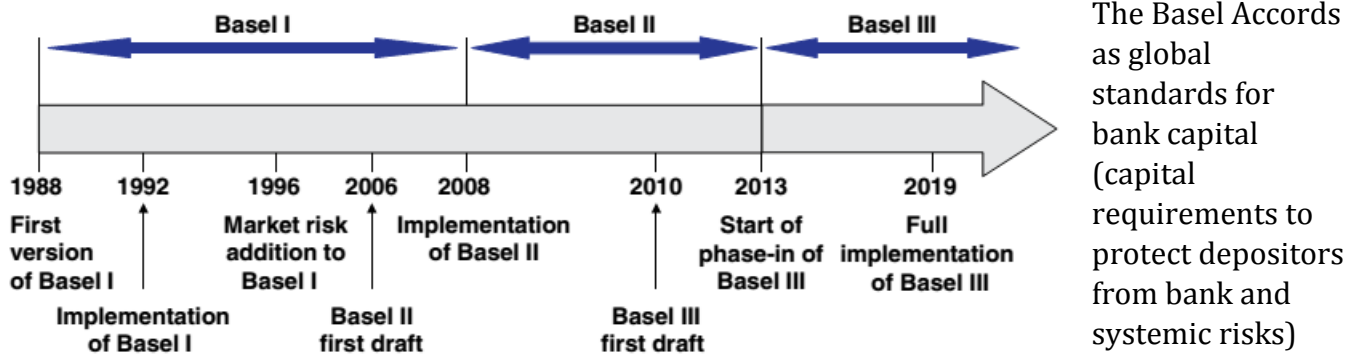 Basel I
Basel II
Basel III
1988
1992
1996
2006
2008
2010
2013
2019
First
version
of Basel I
Implementation
of Basel I
Market risk
addition to
Basel I
Basel II
first draft
Implementation
of Basel II
Basel III
first draft
Start of
phase-in of
Basel III
Full
implementation
of Basel III
The Basel Accords
as global
standards for
bank capital
(capital
requirements to
protect depositors
from bank and
systemic risks)